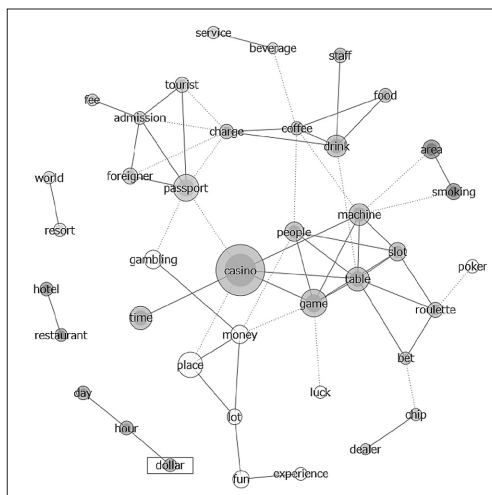 service
beverage
staff
tourist
fee
food
admission
charge
coffee
drink
area
foreigner
world
passport
smoking
machine
resort
people
slot
gambling
casino
poker
table
hotel
game
roulette
time
restaurant
money
bet
place
day
luck
lot
chip
hour
dealer
dollar
fun
experience